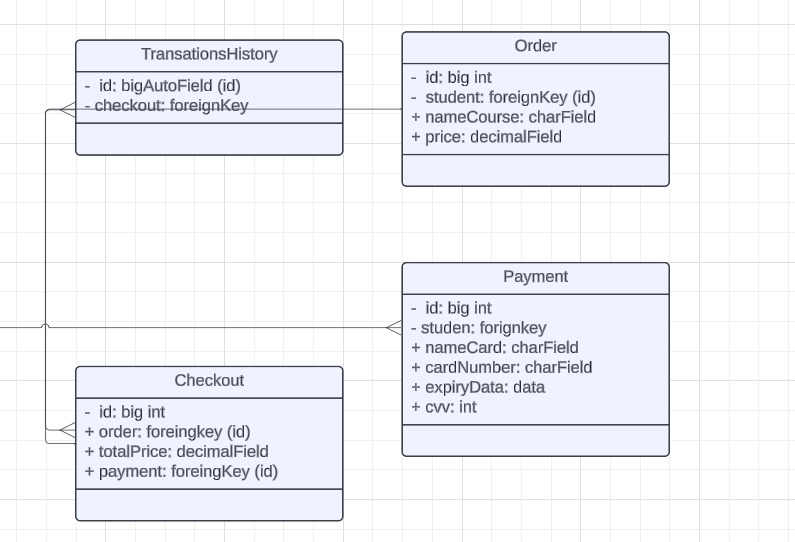 TransationsHistory
- id: bigAutoField (id)
- checkout: foreignKey
Order
- id: big int
- student: foreignKey (id)
+ nameCourse: charField
+ price: decimalField
Payment
- id: big int
- studen: forignkey
+ nameCard: charField
+ cardNumber: charField
+ expiryData: data
+ cvv: int
Checkout
- id: big int
+ order: foreingkey (id)
+ totalPrice: decimalField
+ payment: foreingKey (id)